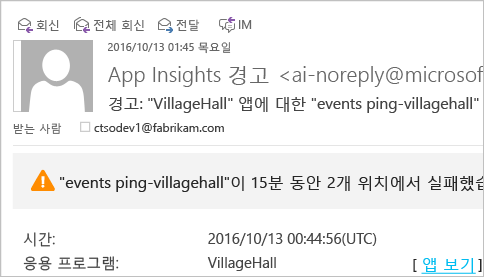 회신 전체 회신 전달 IM
2016/10/13 01:45 목요일
App Insights 경고 <ai-noreply@microsof
경고: "VillageHall" 앱에 대한 "events ping-villagehall"
받는 사람 ctsodev1@fabrikam.com
"events ping-villagehall"이 15분 동안 2개 위치에서 실패했습
시간: 2016/10/13 00:44:56(UTC)
응용 프로그램: VillageHall [ 앱 보기 ]